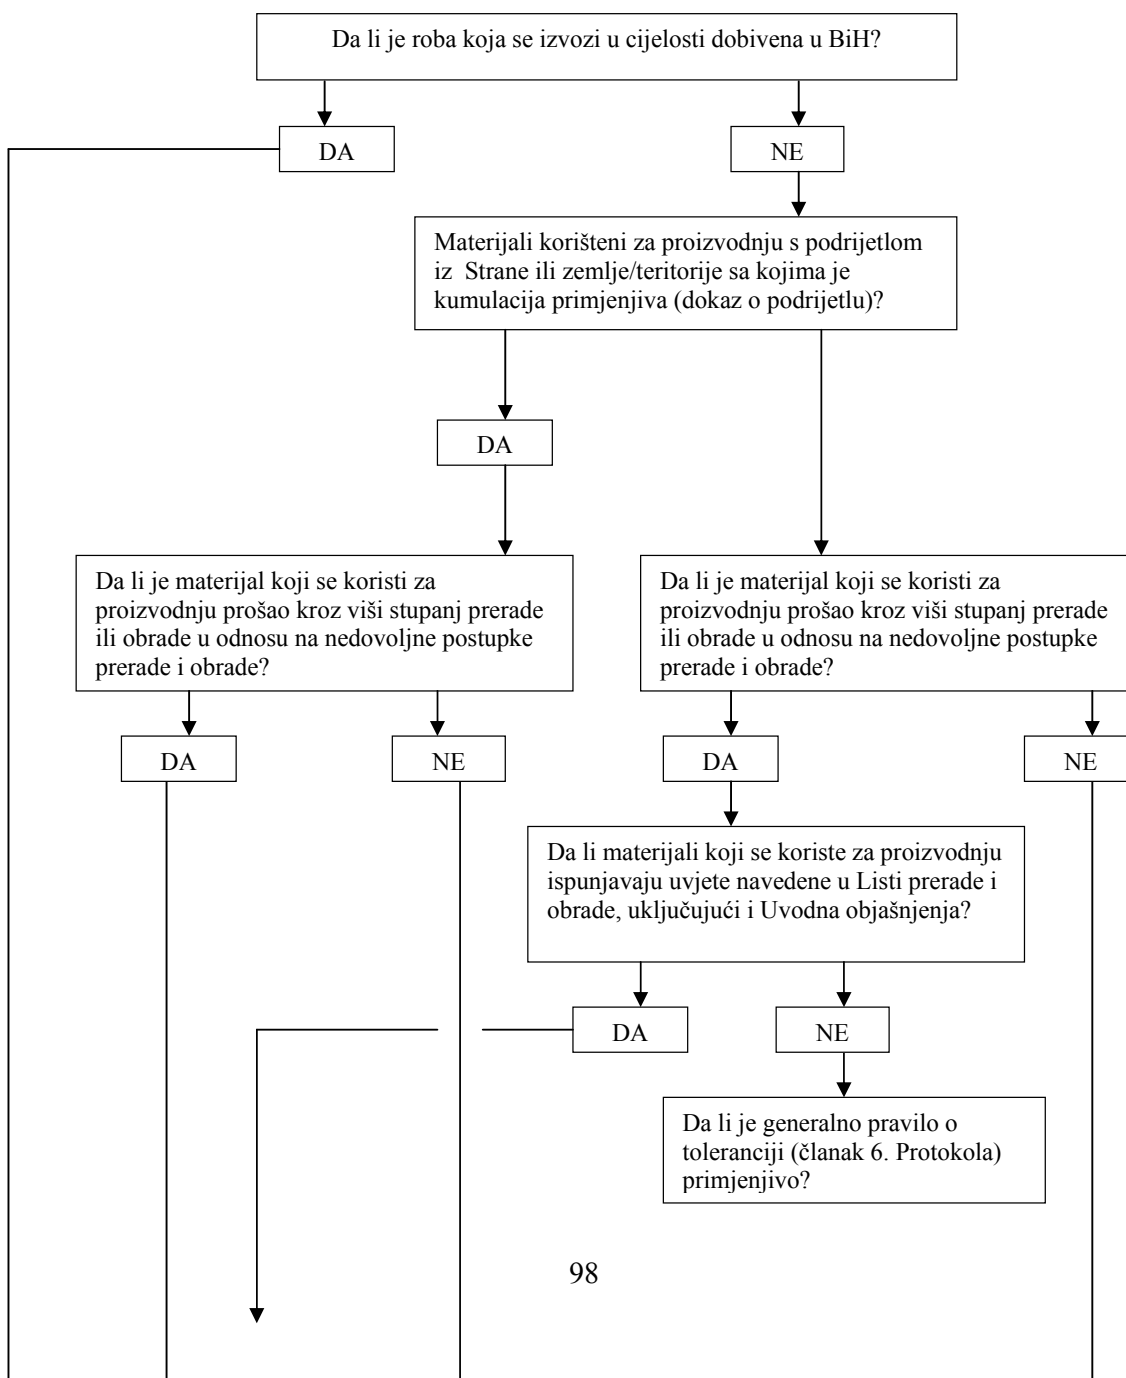 Da li je roba koja se izvozi u cijelosti dobivena u BiH?
DA
NE
Materijali korišteni za proizvodnju s podrijetlom
iz Strane ili zemlje/teritorije sa kojima je
kumulacija primjenjiva (dokaz o podrijetlu)?
DA
Da li je materijal koji se koristi za
proizvodnju prošao kroz viši stupanj prerade
ili obrade u odnosu na nedovoljne postupke
prerade i obrade?
Da li je materijal koji se koristi za
proizvodnju prošao kroz viši stupanj prerade
ili obrade u odnosu na nedovoljne postupke
prerade i obrade?
DA
NE
DA
NE
Da li materijali koji se koriste za proizvodnju
ispunjavaju uvjete navedene u Listi prerade i
obrade, uključujući i Uvodna objašnjenja?
DA
NE
Da li je generalno pravilo o
toleranciji (članak 6. Protokola)
primjenjivo?
98